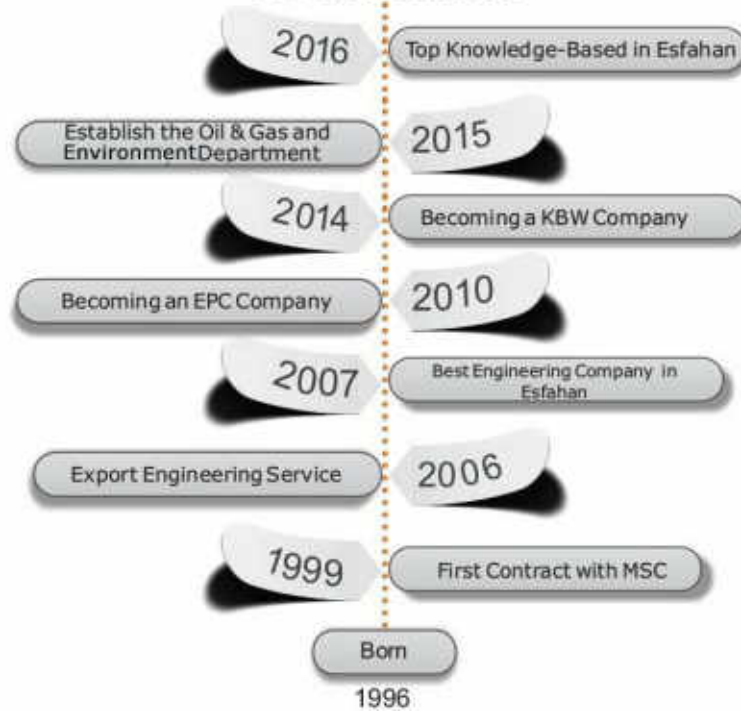 2016
Top Knowledge-Based in Esfahan
Establish the Oil & Gas and
EnvironmentDepartment
2015
2014
Becoming a KBW Company
Becoming an EPC Company
2010
2007
Best Engineering Company in
Esfahan
Export Engineering Service
2006
1999
First Contract with MSC
Born
1996